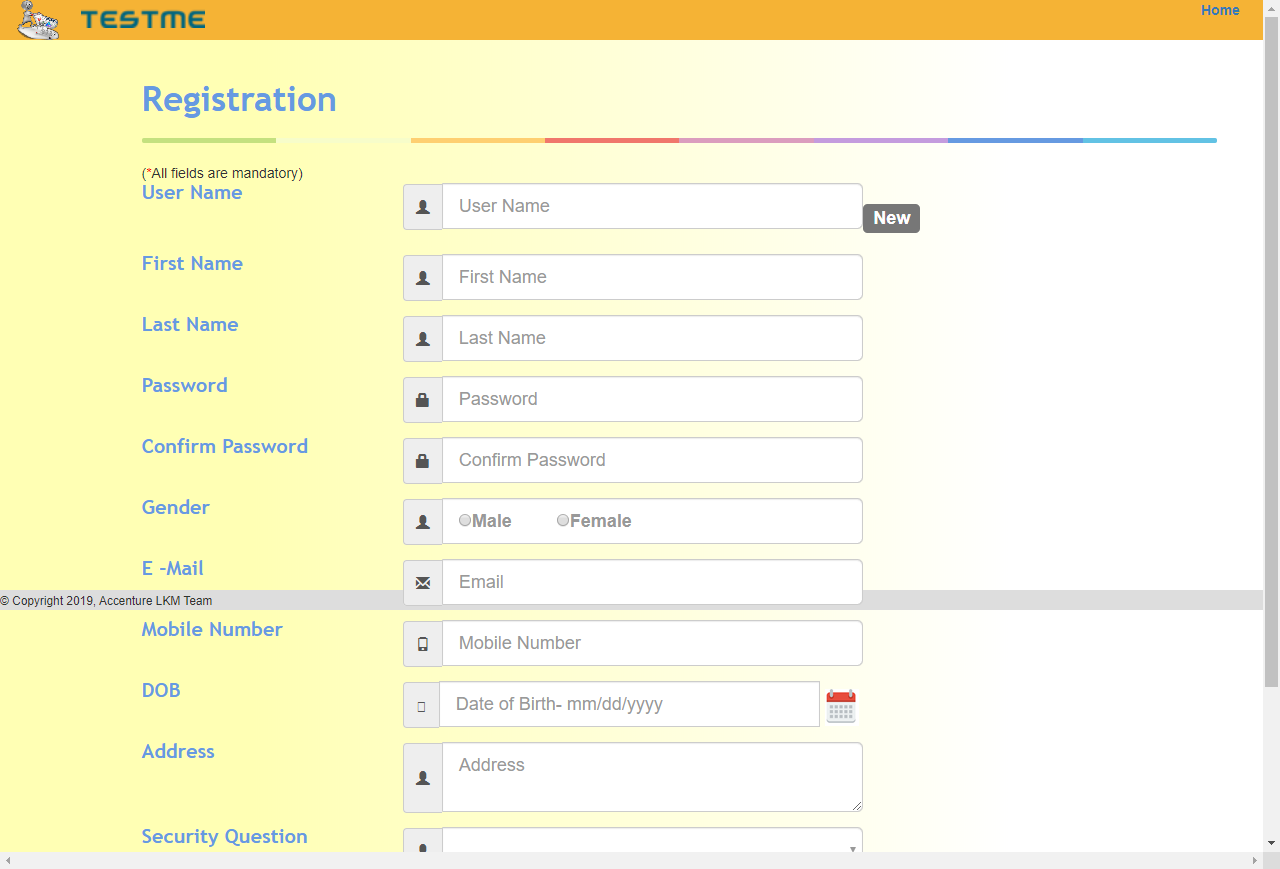 TESTME
Home
Registration
(*All fields are mandatory)
User Name
User Name
New
First Name
First Name
Last Name
Last Name
Password
Password
Confirm Password
Confirm Password
Gender
Male Female
E -Mail
Email
© Copyright 2019, Accenture LKM Team
Mobile Number
Mobile Number
DOB
Date of Birth- mm/dd/yyyy
Address
Address
Security Question